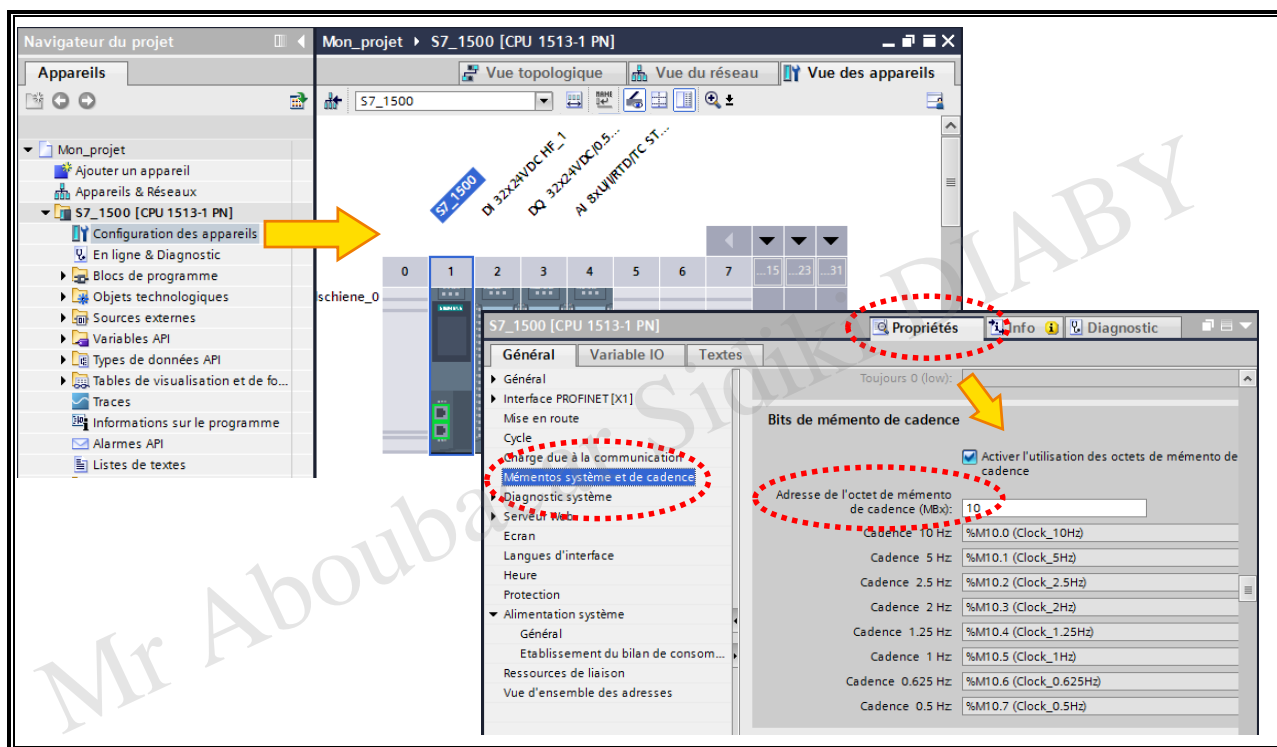 Navigateur du projet
Appareils
Mon_projet
Ajouter un appareil
Appareils & Réseaux
S7_1500 [CPU 1513-1 PN]
Configuration des appareils
En ligne & Diagnostic
Blocs de programme
Objets technologiques
Sources externes
Variables API
Types de données API
Tables de visualisation et de fo...
Traces
Informations sur le programme
Alarmes API
Listes de textes
Mon_projet S7_1500 [CPU 1513-1 PN]
Vue topologique Vue du réseau Vue des appareils
S7_1500
S7_1500
DI 32x24VDC HF_1
DQ 32x24VDC/0.5...
AI 8xU/I/RTD/TC ST...
0 1 2 3 4 5 6 7 ...15 ...23 ...31
schiene_0
SIEMENS
S7_1500 [CPU 1513-1 PN]
Propriétés Info Diagnostic
Général Variable IO Textes
Général
Interface PROFINET [X1]
Mise en route
Cycle
Charge due à la communication
Mémentos système et de cadence
Diagnostic système
Serveur Web
Ecran
Langues d'interface
Heure
Protection
Alimentation système
Général
Etablissement du bilan de consom...
Ressources de liaison
Vue d'ensemble des adresses
Toujours 0 (low):
Bits de mémento de cadence
Activer l'utilisation des octets de mémento de
cadence
Adresse de l'octet de mémento
de cadence (MBx): 10
Cadence 10 Hz: %M10.0 (Clock_10Hz)
Cadence 5 Hz: %M10.1 (Clock_5Hz)
Cadence 2.5 Hz: %M10.2 (Clock_2.5Hz)
Cadence 2 Hz: %M10.3 (Clock_2Hz)
Cadence 1.25 Hz: %M10.4 (Clock_1.25Hz)
Cadence 1 Hz: %M10.5 (Clock_1Hz)
Cadence 0.625 Hz: %M10.6 (Clock_0.625Hz)
Cadence 0.5 Hz: %M10.7 (Clock_0.5Hz)
Mr Aboubacar Sidiki DIABY